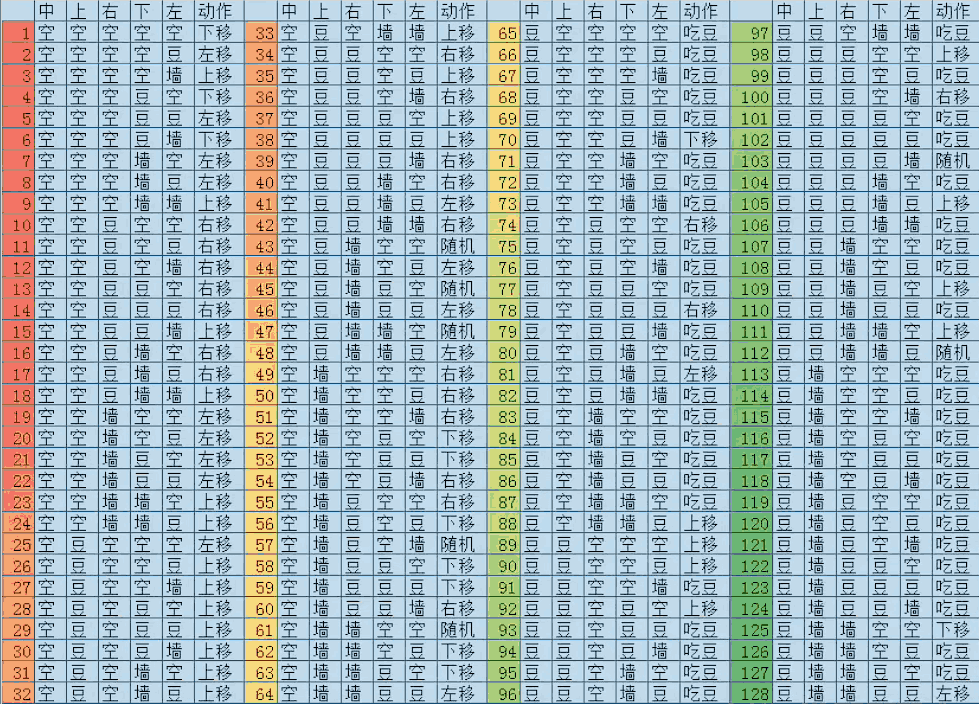 中 上 右 下 左 动作 中 上 右 下 左 动作 中 上 右 下 左 动作 中 上 右 下 左 动作
1 空 空 空 空 空 下移 33 空 豆 空 墙 墙 上移 65 豆 空 空 空 空 吃豆 97 豆 豆 空 墙 墙 吃豆
2 空 空 空 空 豆 左移 34 空 豆 豆 空 空 右移 66 豆 空 空 空 豆 吃豆 98 豆 豆 豆 空 空 上移
3 空 空 空 空 墙 上移 35 空 豆 豆 空 豆 上移 67 豆 空 空 空 墙 吃豆 99 豆 豆 豆 空 豆 吃豆
4 空 空 空 豆 空 下移 36 空 豆 豆 空 墙 右移 68 豆 空 空 豆 空 吃豆 100 豆 豆 豆 空 墙 右移
5 空 空 空 豆 豆 左移 37 空 豆 豆 豆 空 上移 69 豆 空 空 豆 豆 吃豆 101 豆 豆 豆 豆 空 吃豆
6 空 空 空 豆 墙 下移 38 空 豆 豆 豆 豆 上移 70 豆 空 空 豆 墙 下移 102 豆 豆 豆 豆 豆 吃豆
7 空 空 空 墙 空 左移 39 空 豆 豆 豆 墙 右移 71 豆 空 空 墙 空 吃豆 103 豆 豆 豆 豆 墙 随机
8 空 空 空 墙 豆 左移 40 空 豆 豆 墙 空 右移 72 豆 空 空 墙 豆 吃豆 104 豆 豆 豆 墙 空 吃豆
9 空 空 空 墙 墙 上移 41 空 豆 豆 墙 豆 左移 73 豆 空 空 墙 墙 吃豆 105 豆 豆 豆 墙 豆 上移
10 空 空 豆 空 空 右移 42 空 豆 豆 墙 墙 右移 74 豆 空 豆 空 空 右移 106 豆 豆 豆 墙 墙 吃豆
11 空 空 豆 空 豆 右移 43 空 豆 墙 空 空 随机 75 豆 空 豆 空 豆 吃豆 107 豆 豆 墙 空 空 吃豆
12 空 空 豆 空 墙 右移 44 空 豆 墙 空 豆 左移 76 豆 空 豆 空 墙 吃豆 108 豆 豆 墙 空 豆 吃豆
13 空 空 豆 豆 空 右移 45 空 豆 墙 豆 空 随机 77 豆 空 豆 豆 空 吃豆 109 豆 豆 墙 豆 空 上移
14 空 空 豆 豆 豆 右移 46 空 豆 墙 豆 豆 左移 78 豆 空 豆 豆 豆 右移 110 豆 豆 墙 豆 豆 吃豆
15 空 空 豆 豆 墙 上移 47 空 豆 墙 墙 空 随机 79 豆 空 豆 豆 墙 吃豆 111 豆 豆 墙 墙 空 上移
16 空 空 豆 墙 空 右移 48 空 豆 墙 墙 豆 左移 80 豆 空 豆 墙 空 吃豆 112 豆 豆 墙 墙 豆 随机
17 空 空 豆 墙 豆 右移 49 空 墙 空 空 空 右移 81 豆 空 豆 墙 豆 左移 113 豆 墙 空 空 空 吃豆
18 空 空 豆 墙 墙 上移 50 空 墙 空 空 豆 右移 82 豆 空 豆 墙 墙 吃豆 114 豆 墙 空 空 豆 吃豆
19 空 空 墙 空 空 左移 51 空 墙 空 空 墙 右移 83 豆 空 墙 空 空 吃豆 115 豆 墙 空 空 墙 吃豆
20 空 空 墙 空 豆 左移 52 空 墙 空 豆 空 下移 84 豆 空 墙 空 豆 吃豆 116 豆 墙 空 豆 空 吃豆
21 空 空 墙 豆 空 左移 53 空 墙 空 豆 豆 下移 85 豆 空 墙 豆 空 吃豆 117 豆 墙 空 豆 豆 吃豆
22 空 空 墙 豆 豆 左移 54 空 墙 空 豆 墙 右移 86 豆 空 墙 豆 豆 吃豆 118 豆 墙 空 豆 墙 吃豆
23 空 空 墙 墙 空 上移 55 空 墙 豆 空 空 右移 87 豆 空 墙 墙 空 吃豆 119 豆 墙 豆 空 空 吃豆
24 空 空 墙 墙 豆 上移 56 空 墙 豆 空 豆 下移 88 豆 空 墙 墙 豆 上移 120 豆 墙 豆 空 豆 吃豆
25 空 豆 空 空 空 左移 57 空 墙 豆 空 墙 随机 89 豆 豆 空 空 空 上移 121 豆 墙 豆 空 墙 吃豆
26 空 豆 空 空 豆 上移 58 空 墙 豆 豆 空 下移 90 豆 豆 空 空 豆 上移 122 豆 墙 豆 豆 空 吃豆
27 空 豆 空 空 墙 上移 59 空 墙 豆 豆 豆 下移 91 豆 豆 空 空 墙 吃豆 123 豆 墙 豆 豆 豆 吃豆
28 空 豆 空 豆 空 上移 60 空 墙 豆 豆 墙 右移 92 豆 豆 空 豆 空 上移 124 豆 墙 豆 豆 墙 吃豆
29 空 豆 空 豆 豆 上移 61 空 墙 墙 空 空 随机 93 豆 豆 空 豆 豆 吃豆 125 豆 墙 墙 空 空 下移
30 空 豆 空 豆 墙 上移 62 空 墙 墙 空 豆 下移 94 豆 豆 空 豆 墙 吃豆 126 豆 墙 墙 空 豆 吃豆
31 空 豆 空 墙 空 上移 63 空 墙 墙 豆 空 下移 95 豆 豆 空 墙 空 吃豆 127 豆 墙 墙 豆 空 吃豆
32 空 豆 空 墙 豆 上移 64 空 墙 墙 豆 豆 左移 96 豆 豆 空 墙 豆 吃豆 128 豆 墙 墙 豆 豆 左移